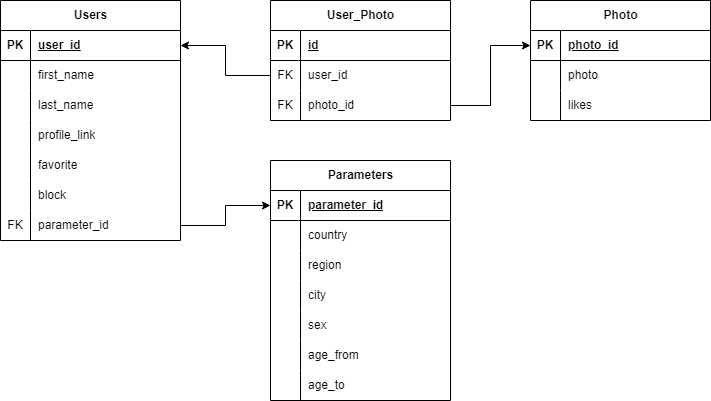 Users
PK user_id
first_name
last_name
profile_link
favorite
block
FK parameter_id
User_Photo
PK id
FK user_id
FK photo_id
Photo
PK photo_id
photo
likes
Parameters
PK parameter_id
country
region
city
sex
age_from
age_to